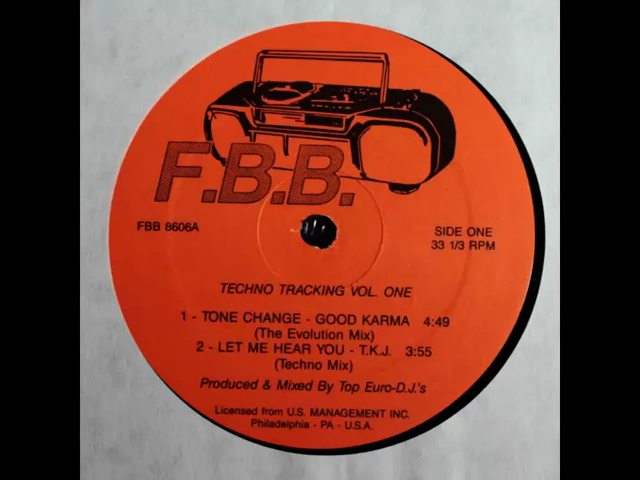 F.B.B.
FBB 8606A
SIDE ONE
33 1/3 RPM
TECHNO TRACKING VOL. ONE
1 - TONE CHANGE - GOOD KARMA 4:49
(The Evolution Mix)
2 - LET ME HEAR YOU - T.K.J. 3:55
(Techno Mix)
Produced & Mixed By Top Euro-D.J.'s
Licensed from U.S. MANAGEMENT INC.
Philadelphia - PA - U.S.A.